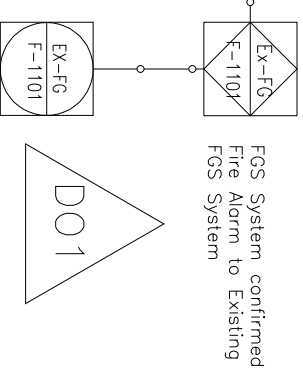 EX-FG
F-1101
EX-FG
F-1101
FGS System confirmed
Fire Alarm to Existing
FGS System
D01